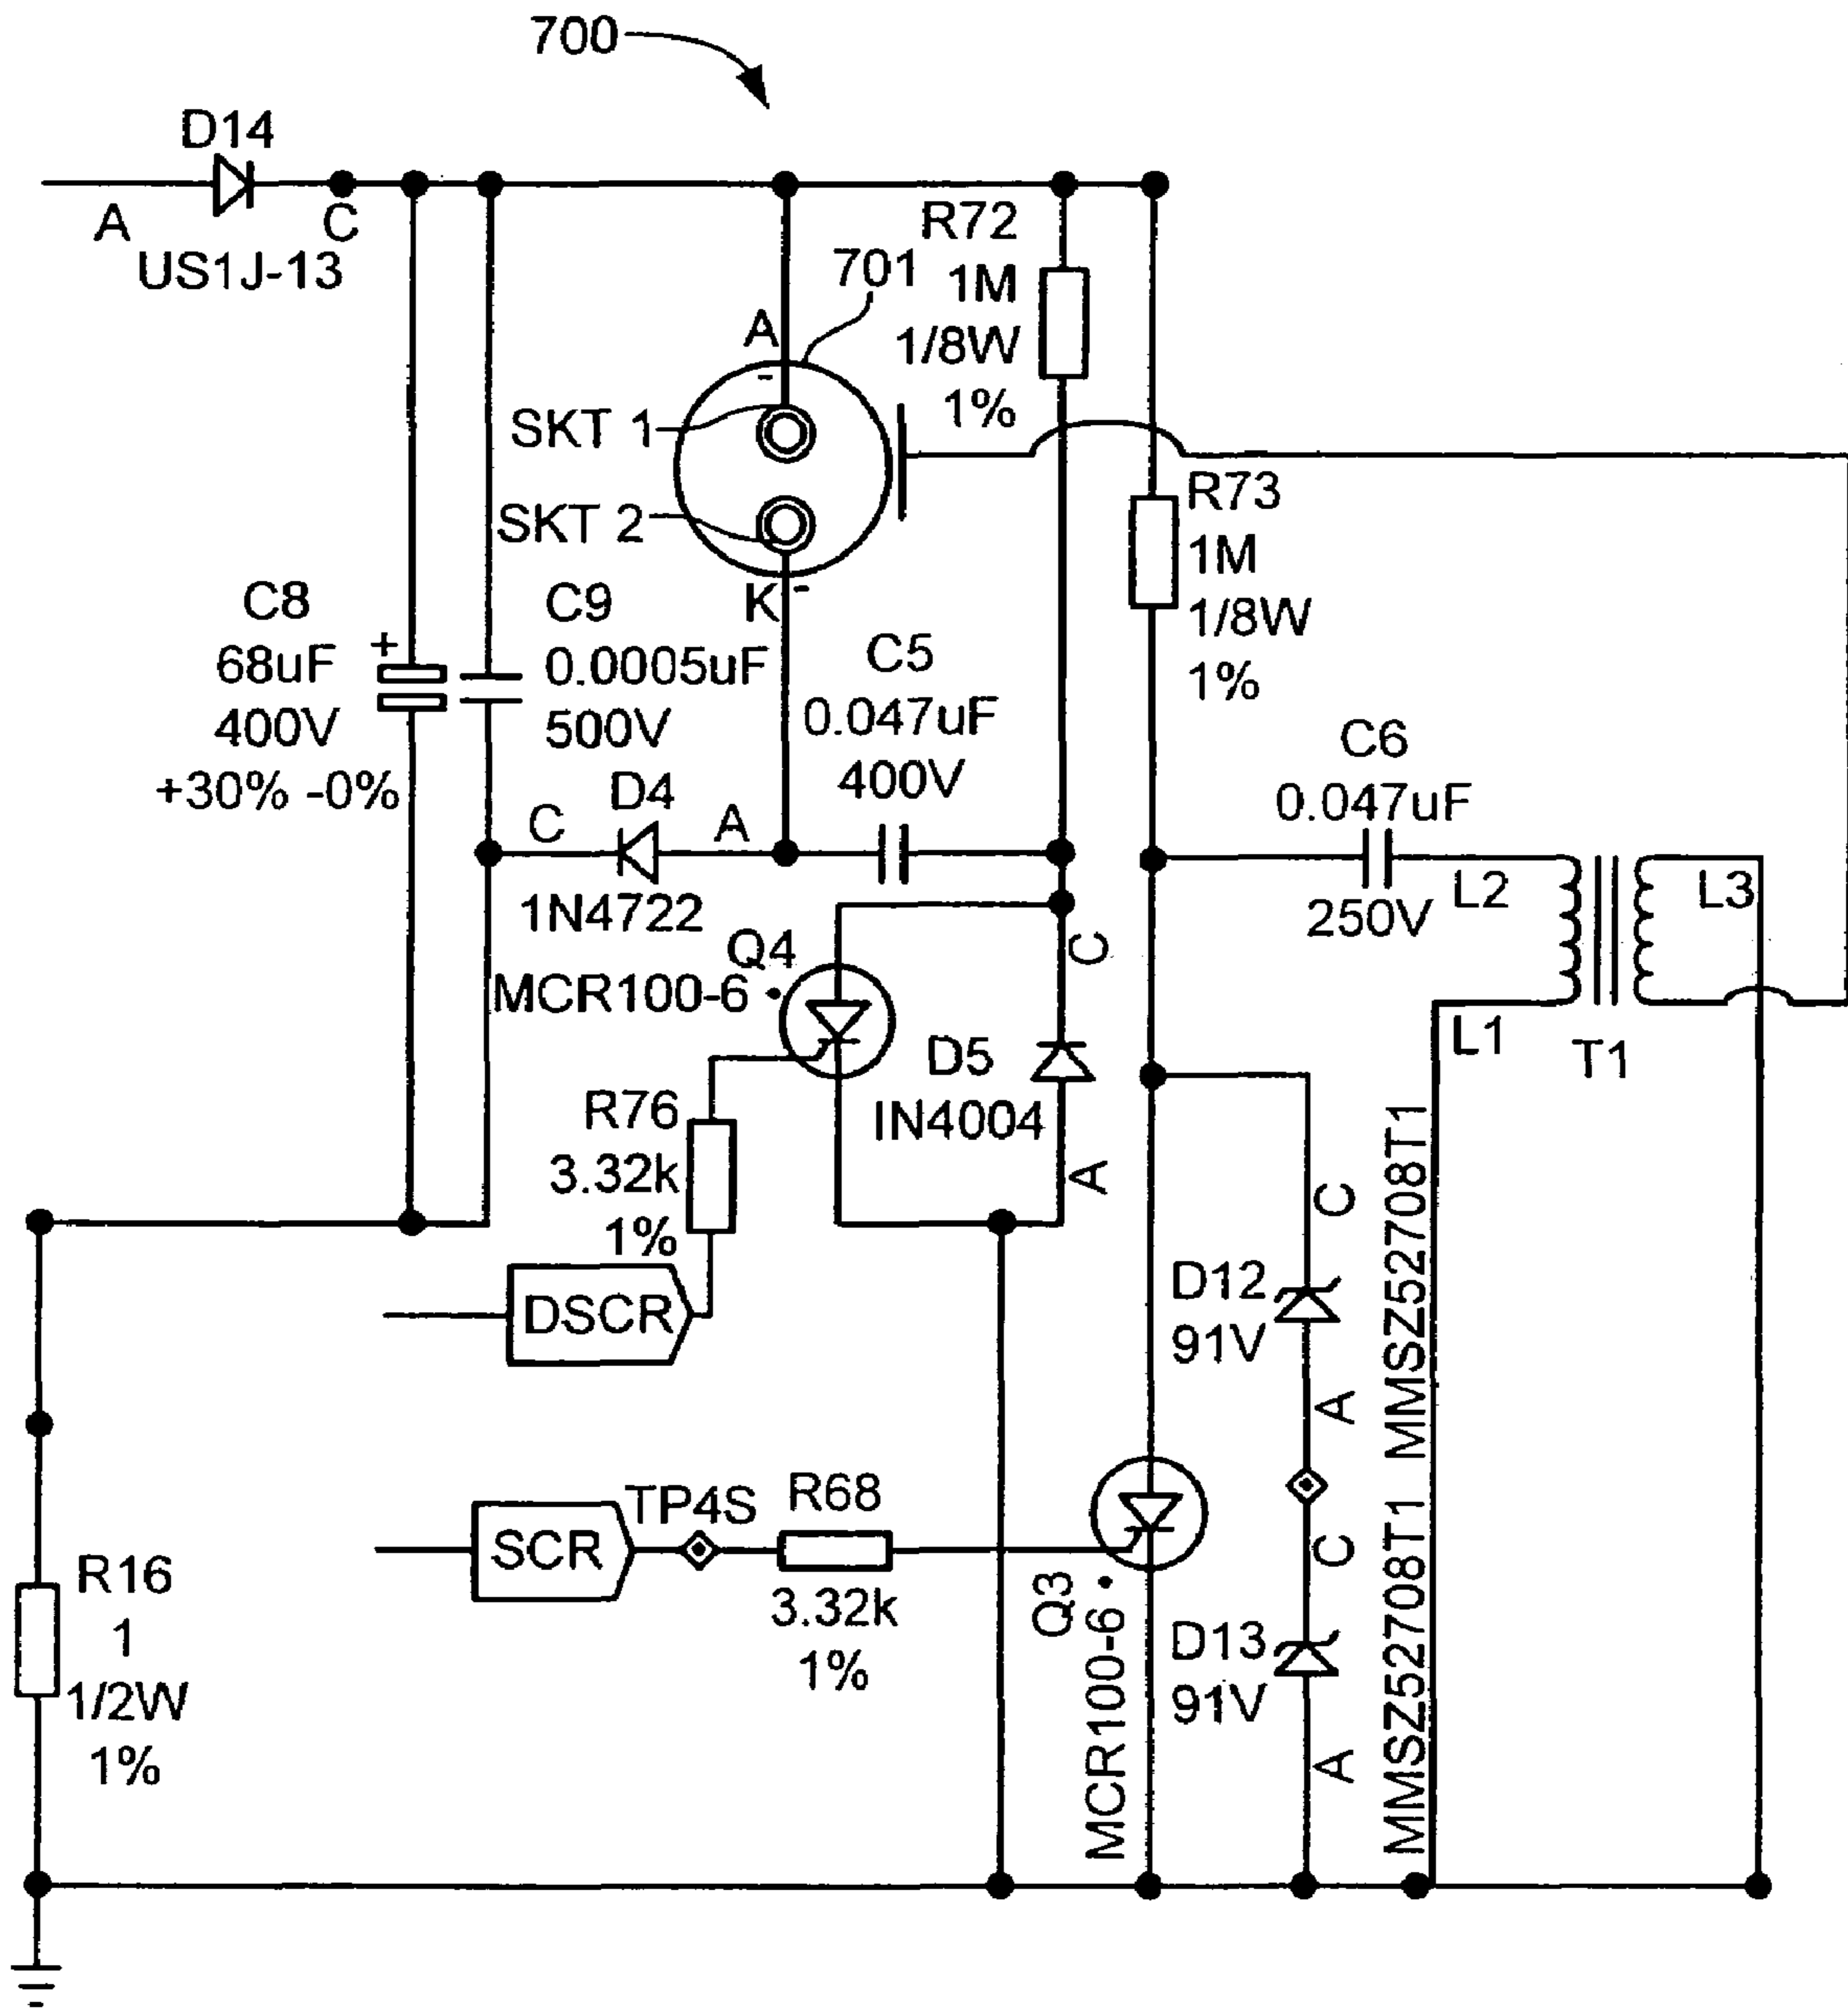 700
D14
A
C
US1J-13
R72
1M
1/8W
1%
701
A
-
SKT 1
SKT 2
K
-
R73
1M
1/8W
1%
C8
68uF
400V
+30% -0%
+
C9
0.0005uF
500V
C5
0.047uF
400V
C6
0.047uF
250V
C
D4
A
1N4722
L2
L3
L1
T1
Q4
MCR100-6
C
D5
IN4004
A
R76
3.32k
1%
DSCR
C
D12
91V
A
MMSZ52708T1 MMSZ52708T1
SCR
TP4S
R68
3.32k
1%
Q3
MCR100-6
C
D13
91V
A
R16
1
1/2W
1%